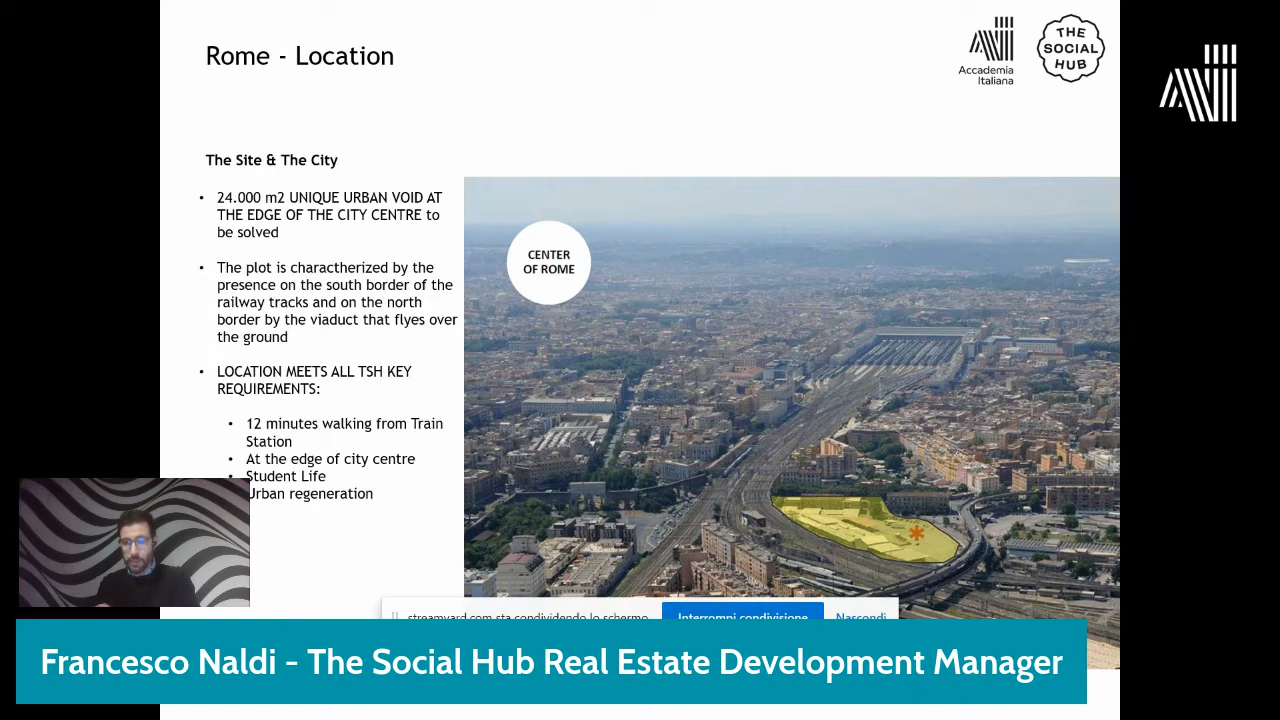 Rome - Location
Accademia
Italiana
THE
SOCIAL
HUB
The Site & The City
• 24.000 m2 UNIQUE URBAN VOID AT
THE EDGE OF THE CITY CENTRE to
be solved
• The plot is charactherized by the
presence on the south border of the
railway tracks and on the north
border by the viaduct that flyes over
the ground
• LOCATION MEETS ALL TSH KEY
REQUIREMENTS:
• 12 minutes walking from Train
Station
• At the edge of city centre
• Student Life
Urban regeneration
CENTER
OF ROME
streamyard.com sta condividendo lo schermo.
Interrompi condivisione
Nascondi
Francesco Naldi - The Social Hub Real Estate Development Manager